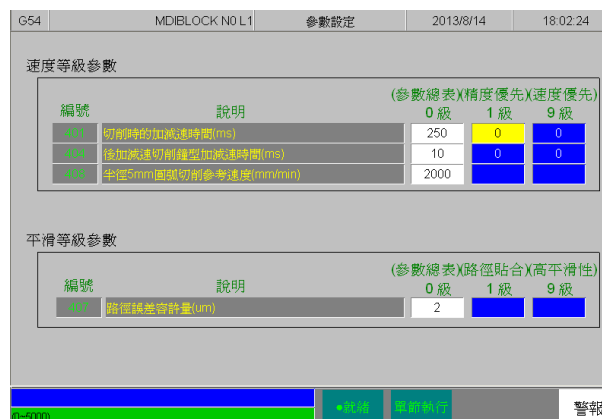 G54 MDIBLOCK N0 L1 參數設定 2013/8/14 18:02:24
速度等級參數
(參數總表)(精度優先)(速度優先)
編號 說明 0 級 1 級 9 級
401 切削時的加減速時間(ms) 250 0 0
404 後加減速切削鐘型加減速時間(ms) 10 0 0
408 半徑5mm圓弧切削參考速度(mm/min) 2000
平滑等級參數
(參數總表)(路徑貼合)(高平滑性)
編號 說明 0 級 1 級 9 級
407 路徑誤差容許量(um) 2
●就緒 單節執行 警報
(0~5000)